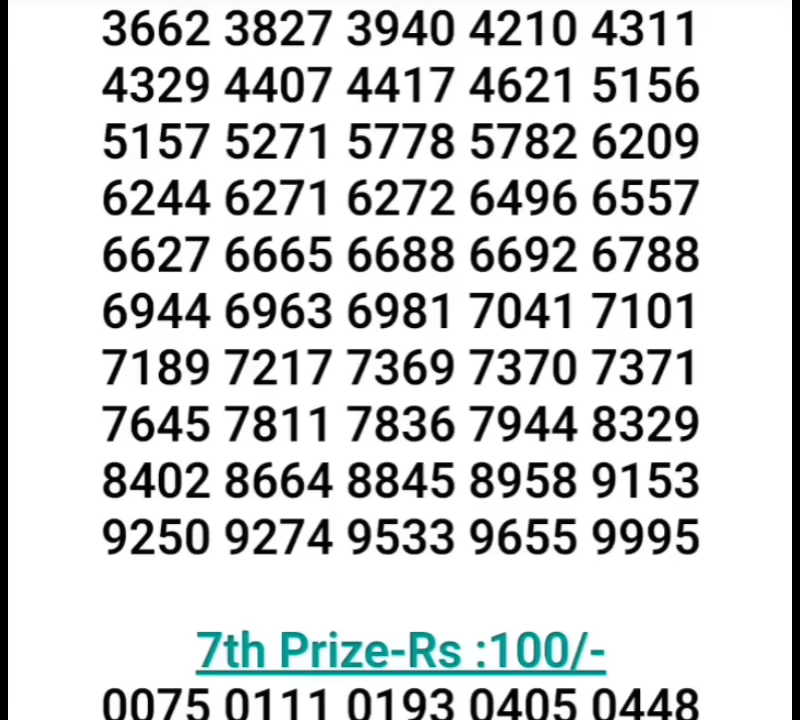 3662 3827 3940 4210 4311
4329 4407 4417 4621 5156
5157 5271 5778 5782 6209
6244 6271 6272 6496 6557
6627 6665 6688 6692 6788
6944 6963 6981 7041 7101
7189 7217 7369 7370 7371
7645 7811 7836 7944 8329
8402 8664 8845 8958 9153
9250 9274 9533 9655 9995
7th Prize-Rs :100/-
0075 0111 0193 0405 0448